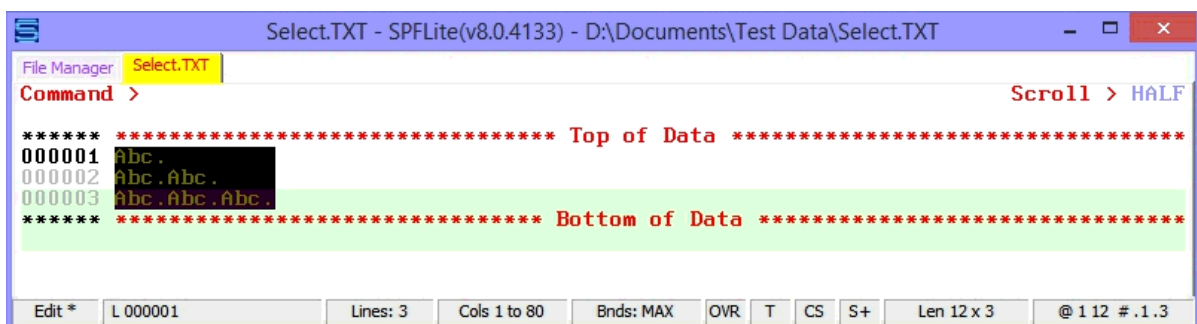 Select.TXT - SPFLite(v8.0.4133) - D:\Documents\Test Data\Select.TXT
File Manager Select.TXT
Command > Scroll > HALF
****** ********************************* Top of Data **********************************
000001 Abc.
000002 Abc.Abc.
000003 Abc.Abc.Abc.
****** ******************************** Bottom of Data ********************************
Edit * L 000001 Lines: 3 Cols 1 to 80 Bnds: MAX OVR T CS S+ Len 12 x 3 @ 1 12 #.1.3